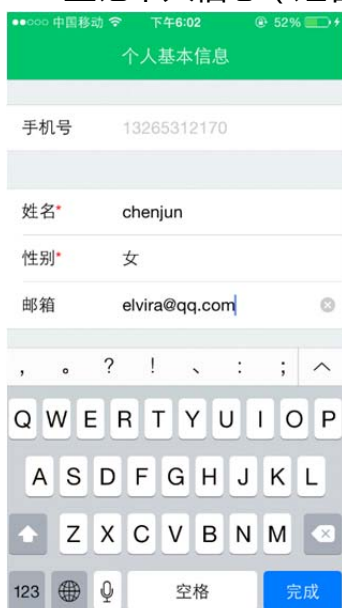 中国移动 下午6:02 52%
个人基本信息
手机号 13265312170
姓名* chenjun
性别* 女
邮箱 elvira@qq.com
， 。 ？ ！ 、 ： ；
Q W E R T Y U I O P
A S D F G H J K L
Z X C V B N M
123 空格 完成